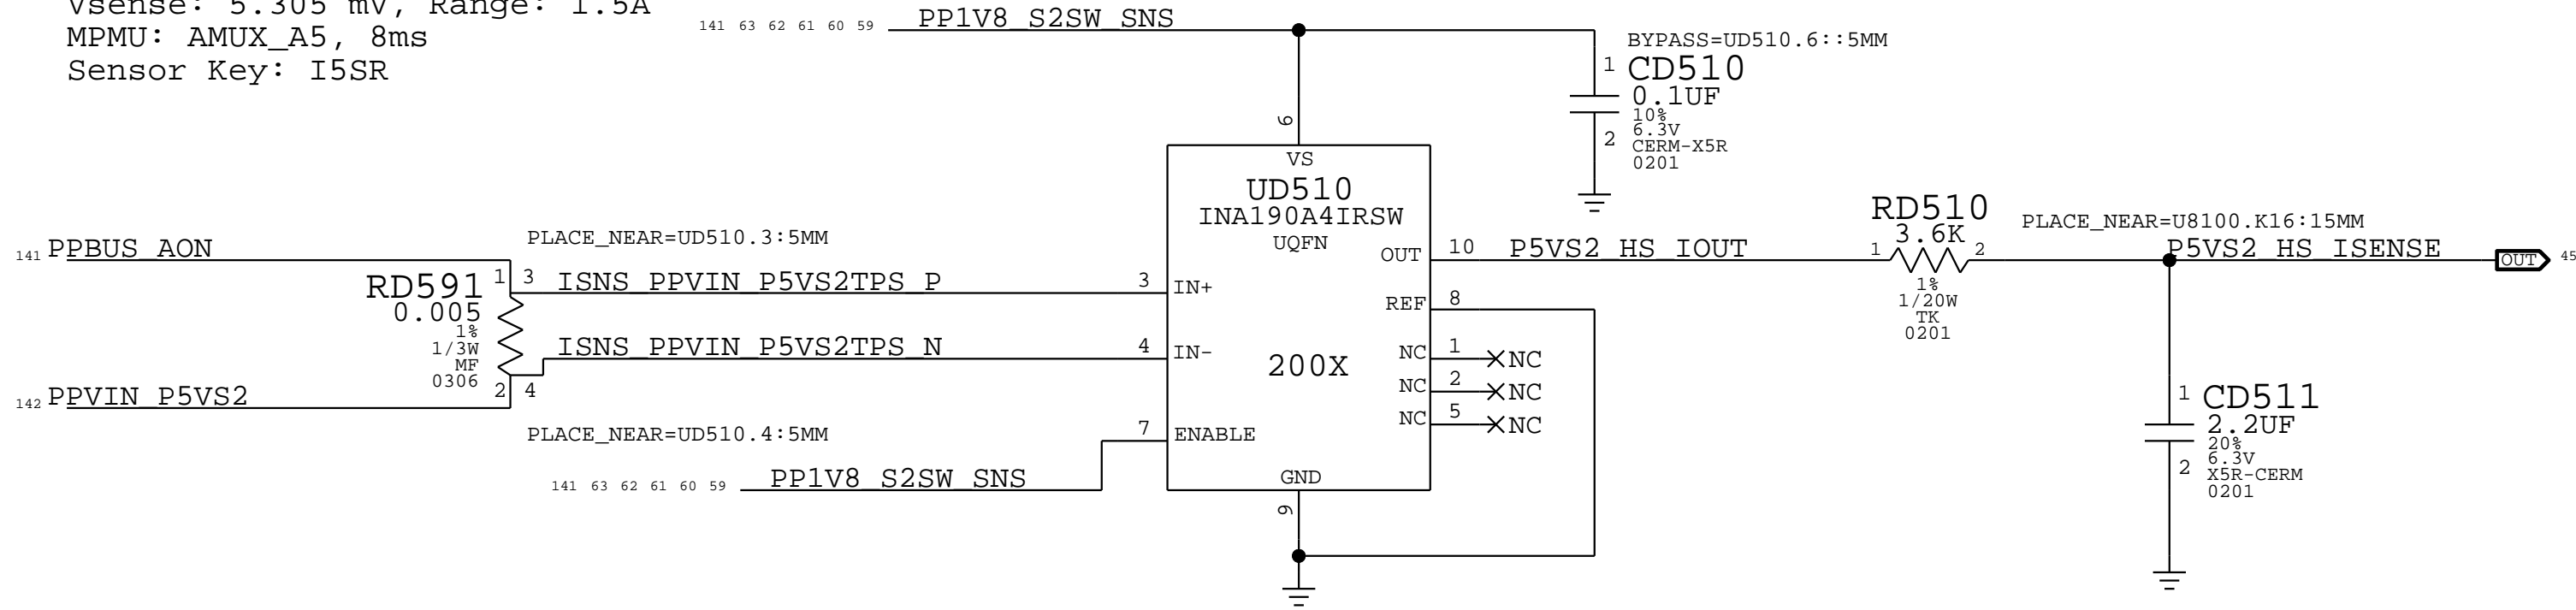 Vsense: 5.305 mV, Range: 1.5A
MPMU: AMUX_A5, 8ms
Sensor Key: I5SR
141 63 62 61 60 59 PP1V8_S2SW_SNS
BYPASS=UD510.6::5MM
1 CD510
0.1UF
10%
6.3V
2 CERM-X5R
0201
6
VS
UD510
INA190A4IRSW
UQFN
200X
141 PPBUS_AON
PLACE_NEAR=UD510.3:5MM
1 3 ISNS_PPVIN_P5VS2TPS_P 3 IN+
RD591
0.005
1%
1/3W
MF
0306
ISNS_PPVIN_P5VS2TPS_N 4 IN-
2 4
142 PPVIN_P5VS2
PLACE_NEAR=UD510.4:5MM
7 ENABLE
141 63 62 61 60 59 PP1V8_S2SW_SNS
GND
9
OUT 10 P5VS2_HS_IOUT
REF 8
NC 1 NC
NC 2 NC
NC 5 NC
RD510
3.6K
1 2
1%
1/20W
TK
0201
PLACE_NEAR=U8100.K16:15MM
P5VS2_HS_ISENSE OUT 45
1 CD511
2.2UF
20%
6.3V
2 X5R-CERM
0201